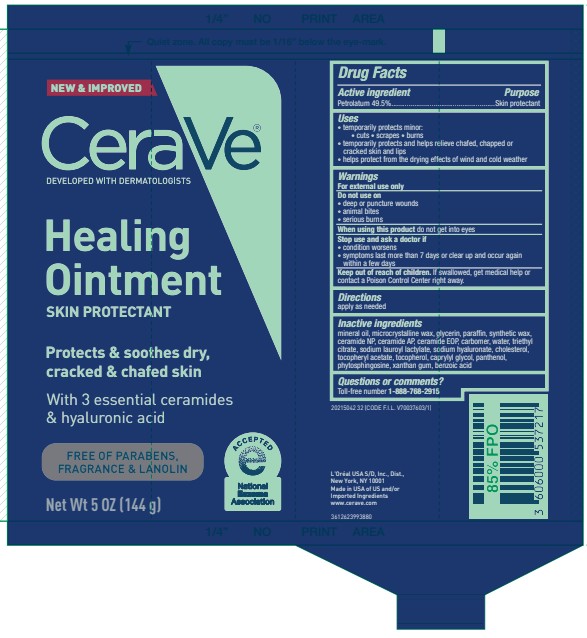 1/4" NO PRINT AREA
NEW & IMPROVED
CeraVe®
DEVELOPED WITH DERMATOLOGISTS
Healing
Ointment
SKIN PROTECTANT
Protects & soothes dry,
cracked & chafed skin
With 3 essential ceramides
& hyaluronic acid
FREE OF PARABENS,
FRAGRANCE & LANOLIN
Net Wt 5 OZ (144 g)
ACCEPTED
National
Eczema
Association
Drug Facts
Active ingredient Purpose
Petrolatum 49.5%.......................................Skin protectant
Uses
• temporarily protects minor:
• cuts • scrapes • burns
• temporarily protects and helps relieve chafed, chapped or
cracked skin and lips
• helps protect from the drying effects of wind and cold weather
Warnings
For external use only
Do not use on
• deep or puncture wounds
• animal bites
• serious burns
When using this product do not get into eyes
Stop use and ask a doctor if
• condition worsens
• symptoms last more than 7 days or clear up and occur again
within a few days
Keep out of reach of children. If swallowed, get medical help or
contact a Poison Control Center right away.
Directions
apply as needed
Inactive ingredients
mineral oil, microcrystalline wax, glycerin, paraffin, synthetic wax,
ceramide NP, ceramide AP, ceramide EOP, carbomer, water, triethyl
citrate, sodium lauroyl lactylate, sodium hyaluronate, cholesterol,
tocopheryl acetate, tocopherol, caprylyl glycol, panthenol,
phytosphingosine, xanthan gum, benzoic acid
Questions or comments?
Toll-free number 1-888-768-2915
20215042 32 (CODE F.I.L. V70037603/1)
L'Oréal USA S/D, Inc., Dist.,
New York, NY 10001
Made in USA of US and/or
Imported Ingredients
www.cerave.com
3612623993880
85% FPO
3 606000 537217
1/4" NO PRINT AREA